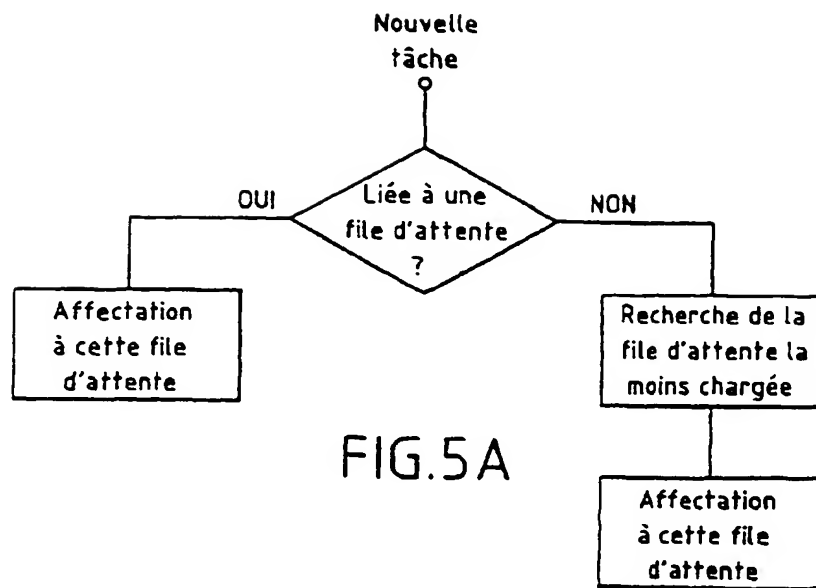 Nouvelle
tâche
OUI
Liée à une
file d'attente
?
NON
Affectation
à cette file
d'attente
Recherche de la
file d'attente la
moins chargée
FIG.5A
Affectation
à cette file
d'attente